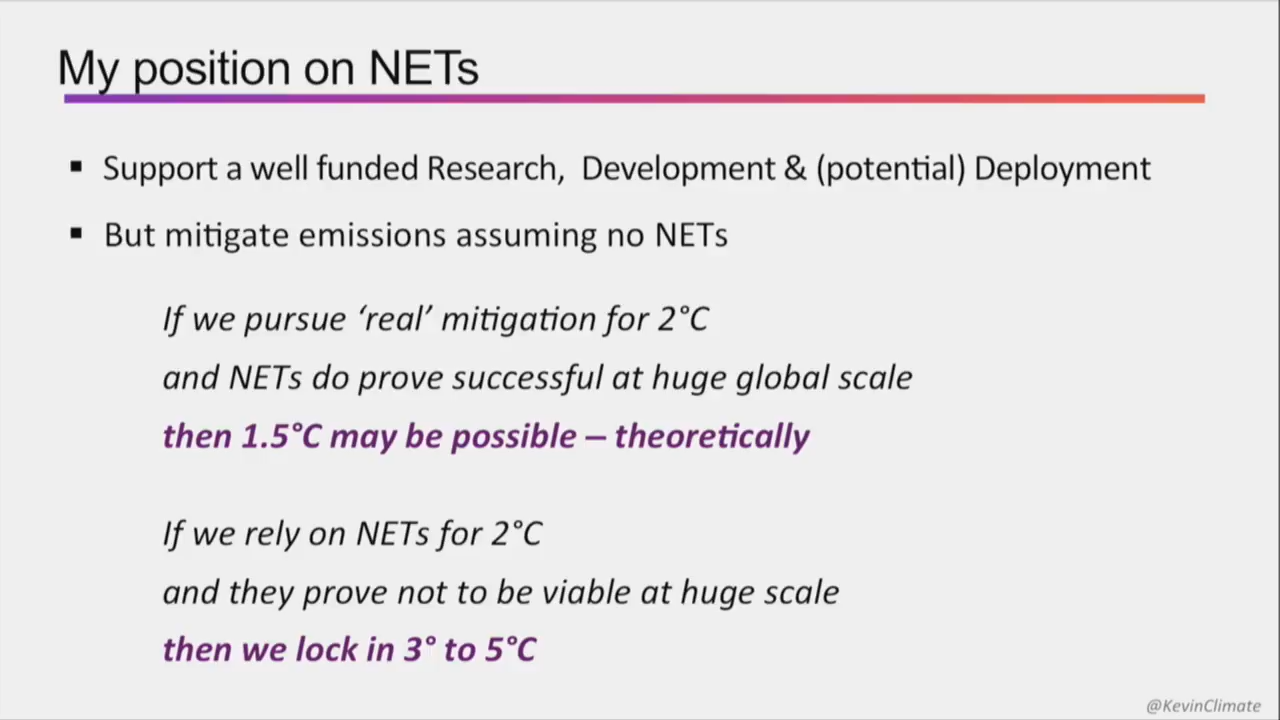 My position on NETs
▪ Support a well funded Research, Development & (potential) Deployment
▪ But mitigate emissions assuming no NETs
If we pursue ‘real’ mitigation for 2°C
and NETs do prove successful at huge global scale
then 1.5°C may be possible – theoretically
If we rely on NETs for 2°C
and they prove not to be viable at huge scale
then we lock in 3° to 5°C
@KevinClimate